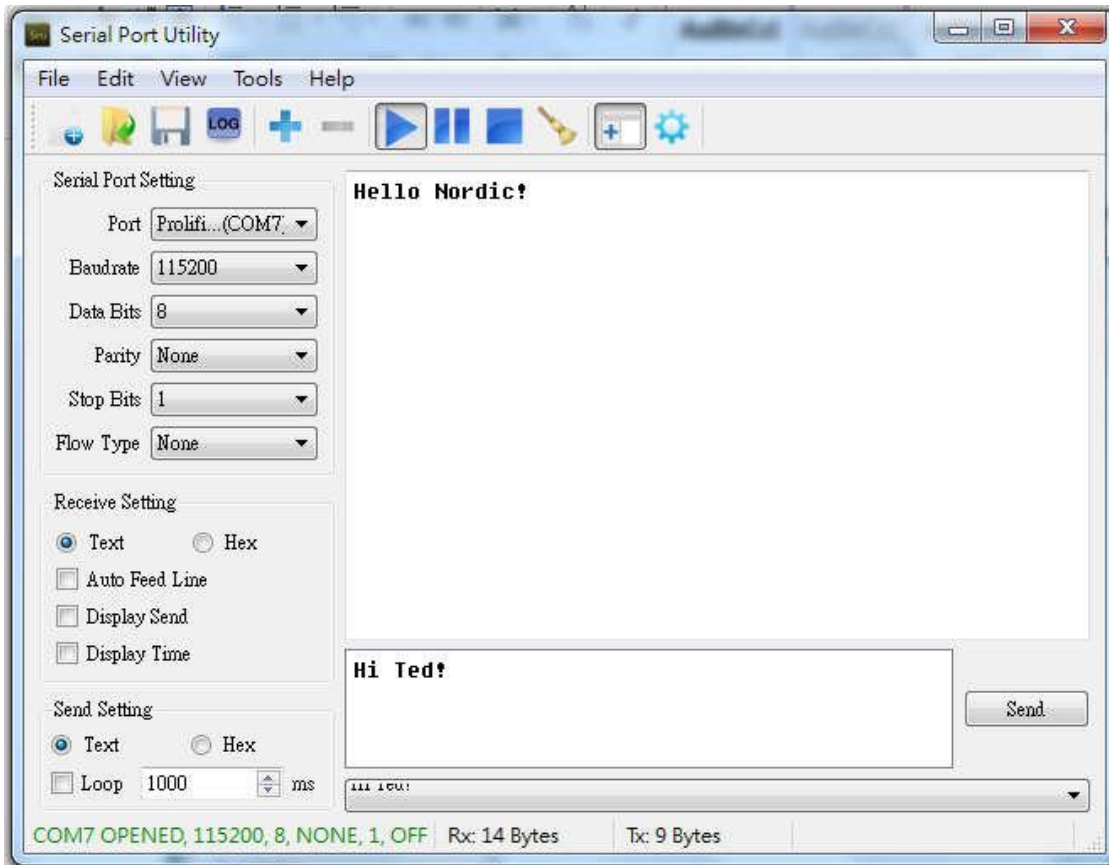 Serial Port Utility
File Edit View Tools Help
LOG
Serial Port Setting
Port Prolifi...(COM7)
Baudrate 115200
Data Bits 8
Parity None
Stop Bits 1
Flow Type None
Receive Setting
Text Hex
Auto Feed Line
Display Send
Display Time
Send Setting
Text Hex
Loop 1000 ms
Hello Nordic!
Hi Ted!
Send
Hi Ted!
COM7 OPENED, 115200, 8, NONE, 1, OFF Rx: 14 Bytes Tx: 9 Bytes